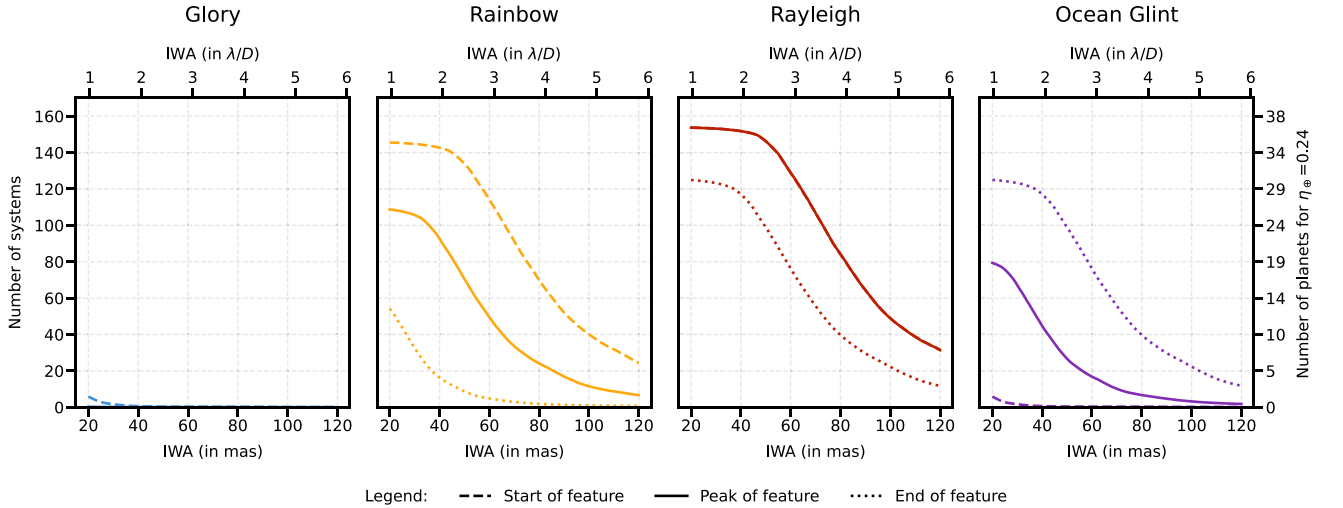 Glory Rainbow Rayleigh Ocean Glint
IWA (in λ/D) IWA (in λ/D) IWA (in λ/D) IWA (in λ/D)
1 2 3 4 5 6 1 2 3 4 5 6 1 2 3 4 5 6 1 2 3 4 5 6
160 38
140 34
120 29
100 24
80 19
60 14
40 10
20 5
0 0
Number of systems
Number of planets for η⊕=0.24
20 40 60 80 100 120 20 40 60 80 100 120 20 40 60 80 100 120 20 40 60 80 100 120
IWA (in mas) IWA (in mas) IWA (in mas) IWA (in mas)
Legend: Start of feature Peak of feature End of feature